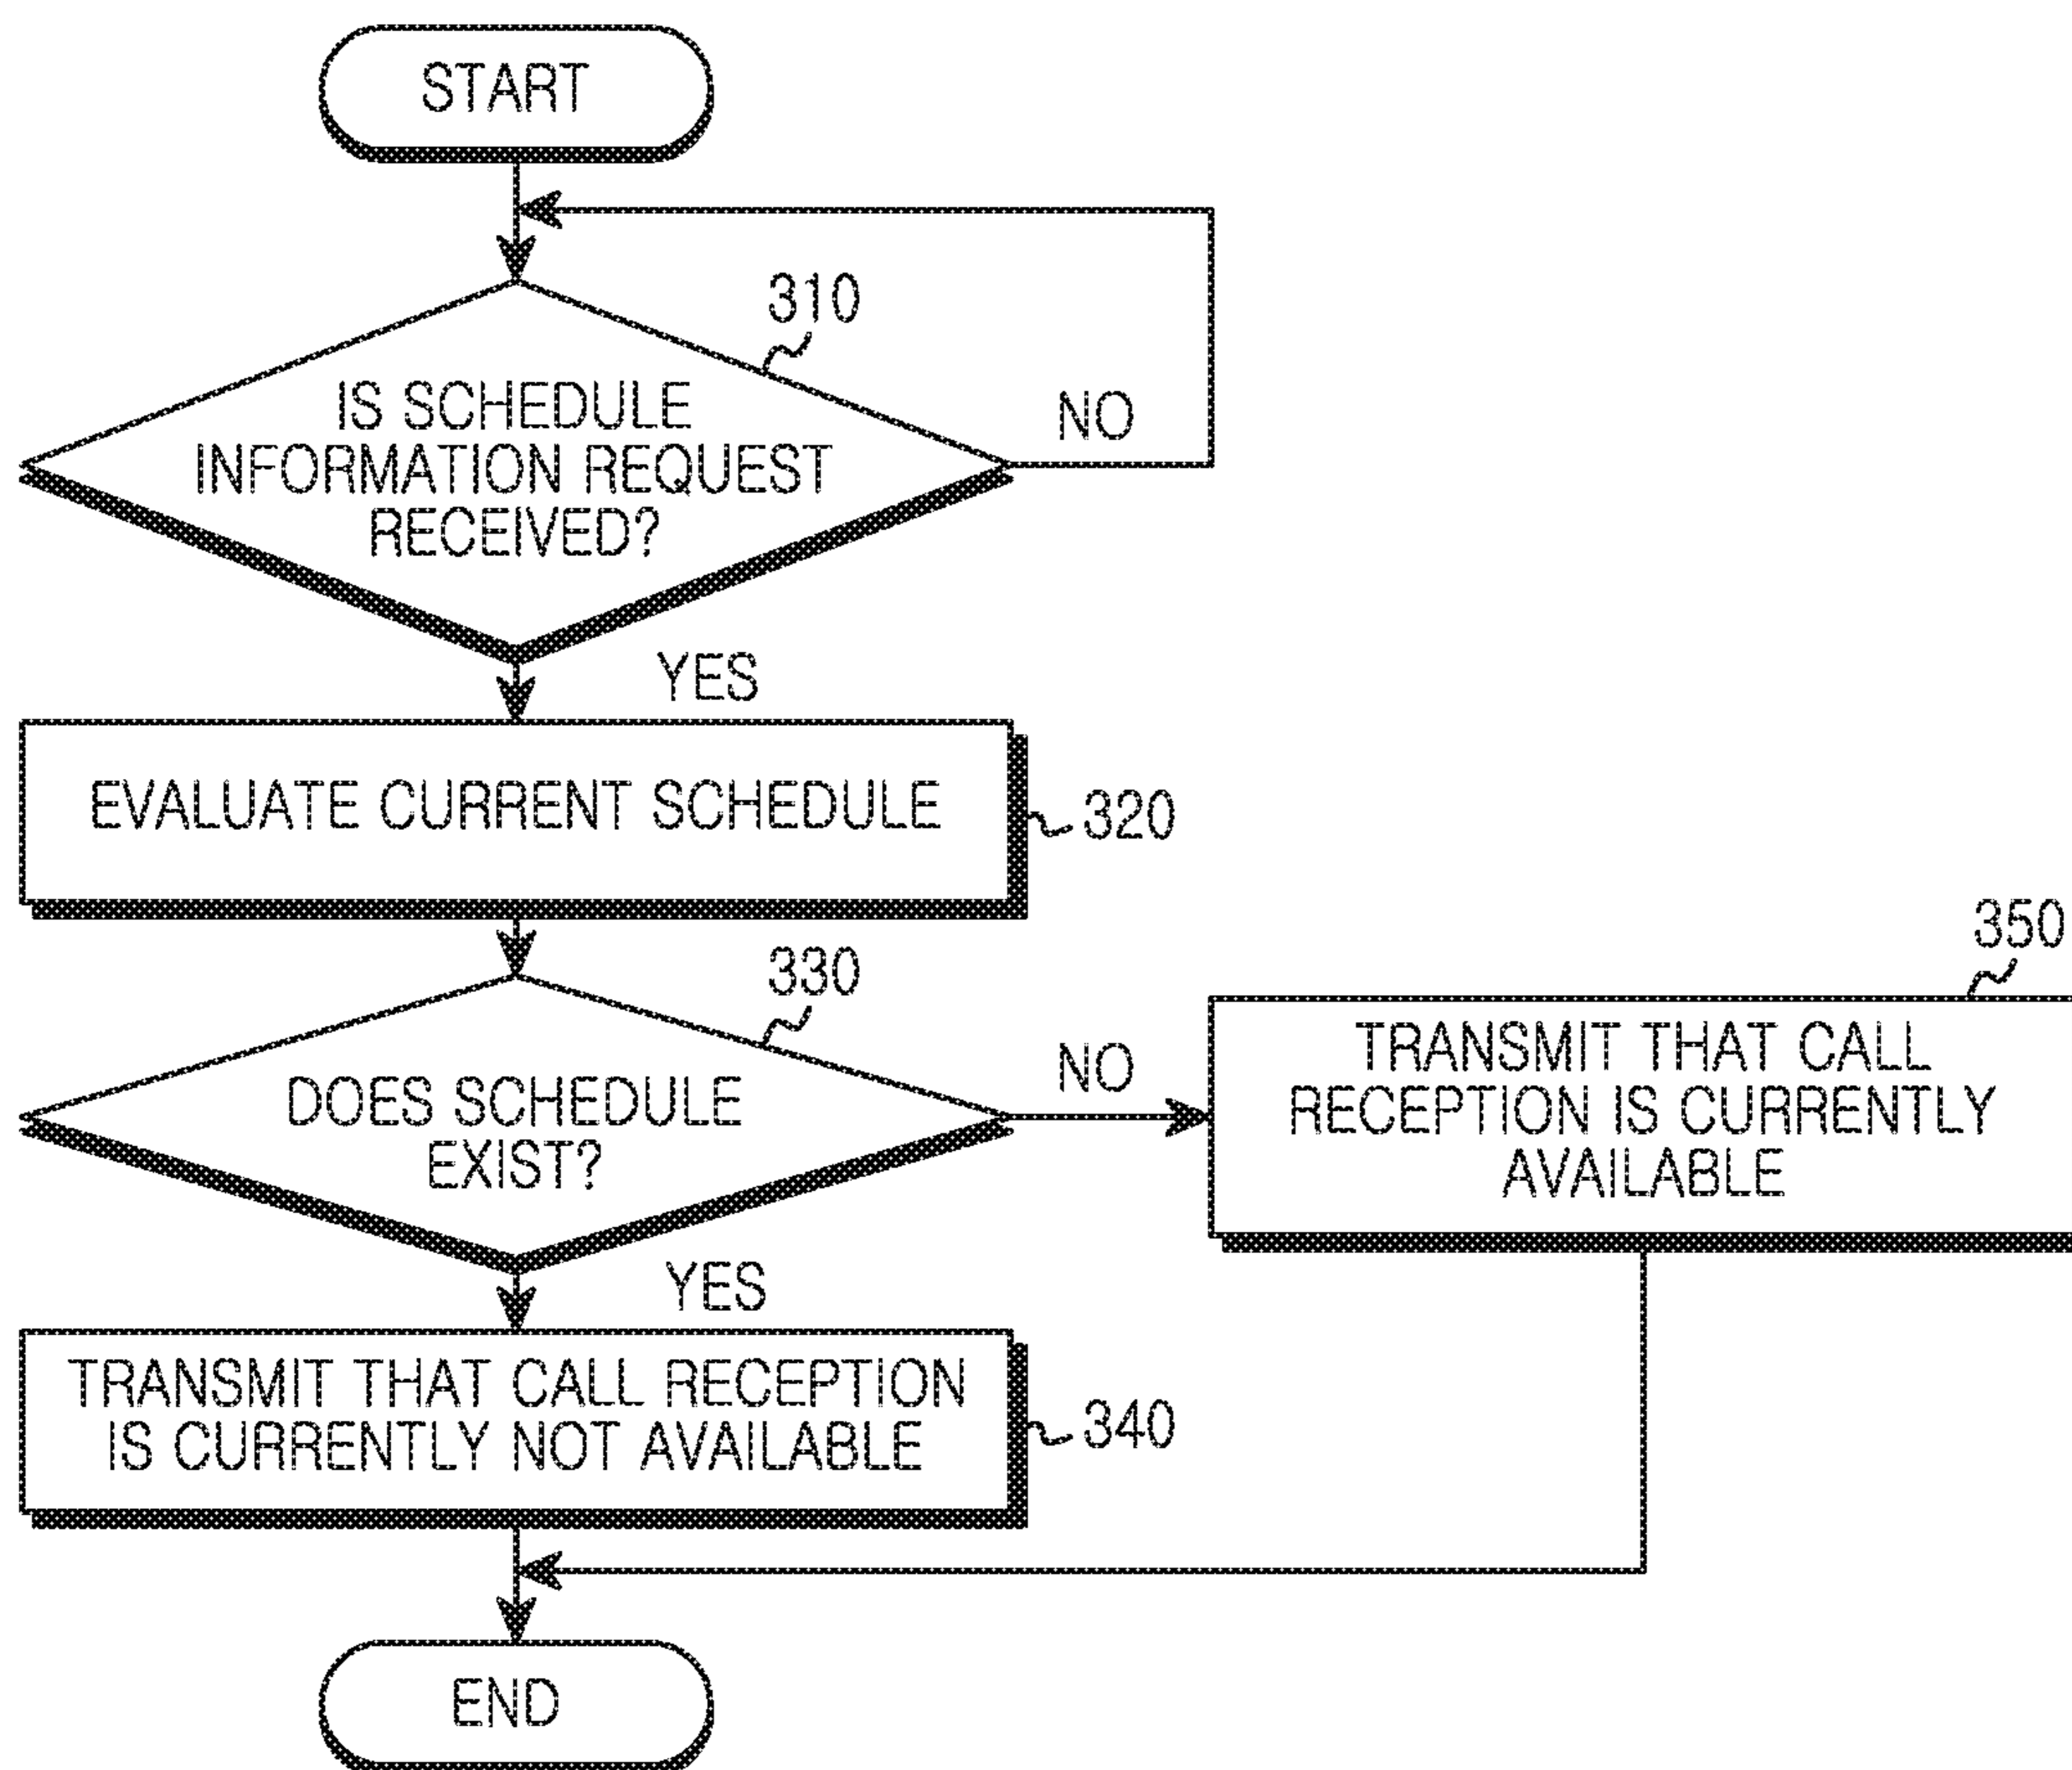 START
310
IS SCHEDULE
INFORMATION REQUEST
RECEIVED?
NO
YES
EVALUATE CURRENT SCHEDULE
320
330
DOES SCHEDULE
EXIST?
NO
350
TRANSMIT THAT CALL
RECEPTION IS CURRENTLY
AVAILABLE
YES
TRANSMIT THAT CALL RECEPTION
IS CURRENTLY NOT AVAILABLE
340
END